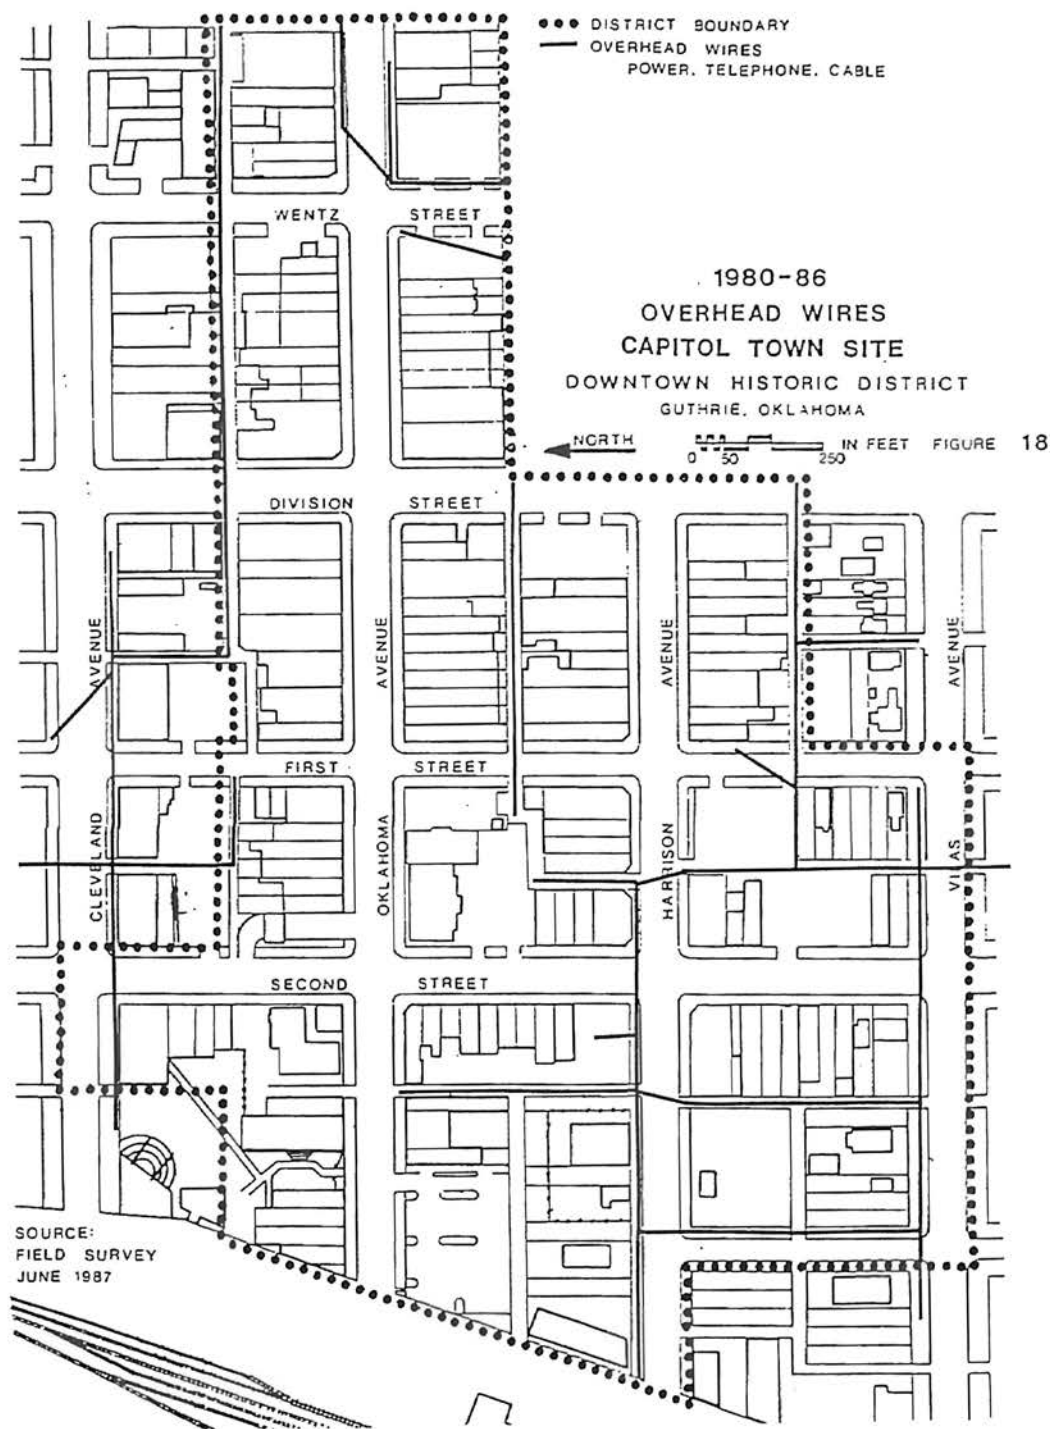 DISTRICT BOUNDARY
OVERHEAD WIRES
POWER, TELEPHONE, CABLE
WENTZ STREET
1980-86
OVERHEAD WIRES
CAPITOL TOWN SITE
DOWNTOWN HISTORIC DISTRICT
GUTHRIE, OKLAHOMA
NORTH
0 50 250
IN FEET FIGURE 18
DIVISION STREET
AVENUE
AVENUE
AVENUE
AVENUE
FIRST STREET
CLEVELAND
OKLAHOMA
HARRISON
VILAS
SECOND STREET
SOURCE:
FIELD SURVEY
JUNE 1987